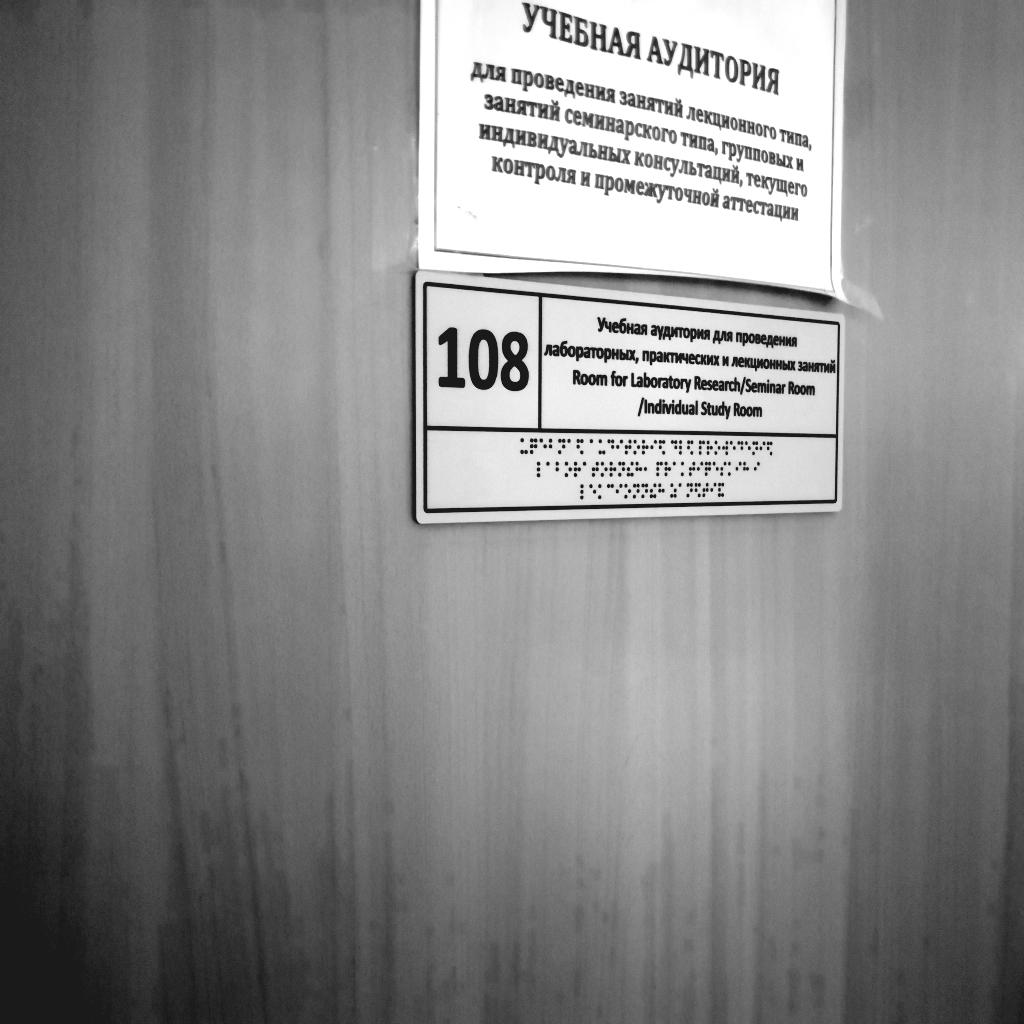 УЧЕБНАЯ АУДИТОРИЯ
для проведения занятий лекционного типа,
занятий семинарского типа, групповых и
индивидуальных консультаций, текущего
контроля и промежуточной аттестации
108
Учебная аудитория для проведения
лабораторных, практических и лекционных занятий
Room for Laboratory Research/Seminar Room
/Individual Study Room